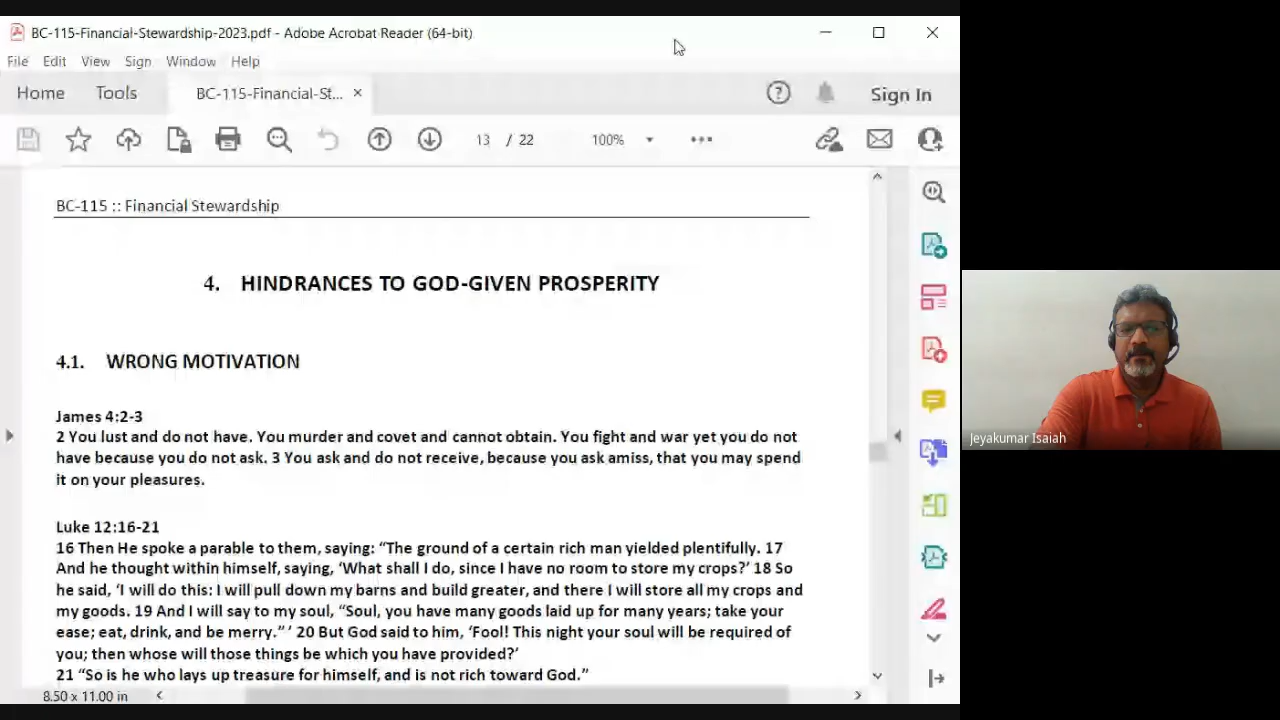 BC-115-Financial-Stewardship-2023.pdf - Adobe Acrobat Reader (64-bit)
File Edit View Sign Window Help
Home Tools BC-115-Financial-St... × Sign In
13 / 22 100%
BC-115 :: Financial Stewardship
4. HINDRANCES TO GOD-GIVEN PROSPERITY
4.1. WRONG MOTIVATION
James 4:2-3
2 You lust and do not have. You murder and covet and cannot obtain. You fight and war yet you do not
have because you do not ask. 3 You ask and do not receive, because you ask amiss, that you may spend
it on your pleasures.
Luke 12:16-21
16 Then He spoke a parable to them, saying: “The ground of a certain rich man yielded plentifully. 17
And he thought within himself, saying, ‘What shall I do, since I have no room to store my crops?’ 18 So
he said, ‘I will do this: I will pull down my barns and build greater, and there I will store all my crops and
my goods. 19 And I will say to my soul, “Soul, you have many goods laid up for many years; take your
ease; eat, drink, and be merry.” ’ 20 But God said to him, ‘Fool! This night your soul will be required of
you; then whose will those things be which you have provided?’
21 “So is he who lays up treasure for himself, and is not rich toward God.”
8.50 x 11.00 in
Jeyakumar Isaiah